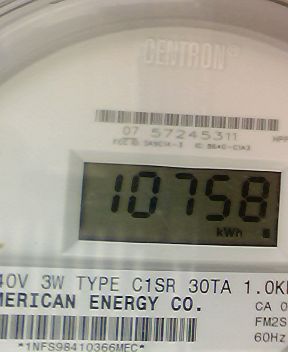 CENTRON®
07 57245311
10758
kWh
40V 3W TYPE C1SR 30TA 1.0K
MERICAN ENERGY CO. CA 0
FM2S
60Hz
*1NFS98410366MEC*